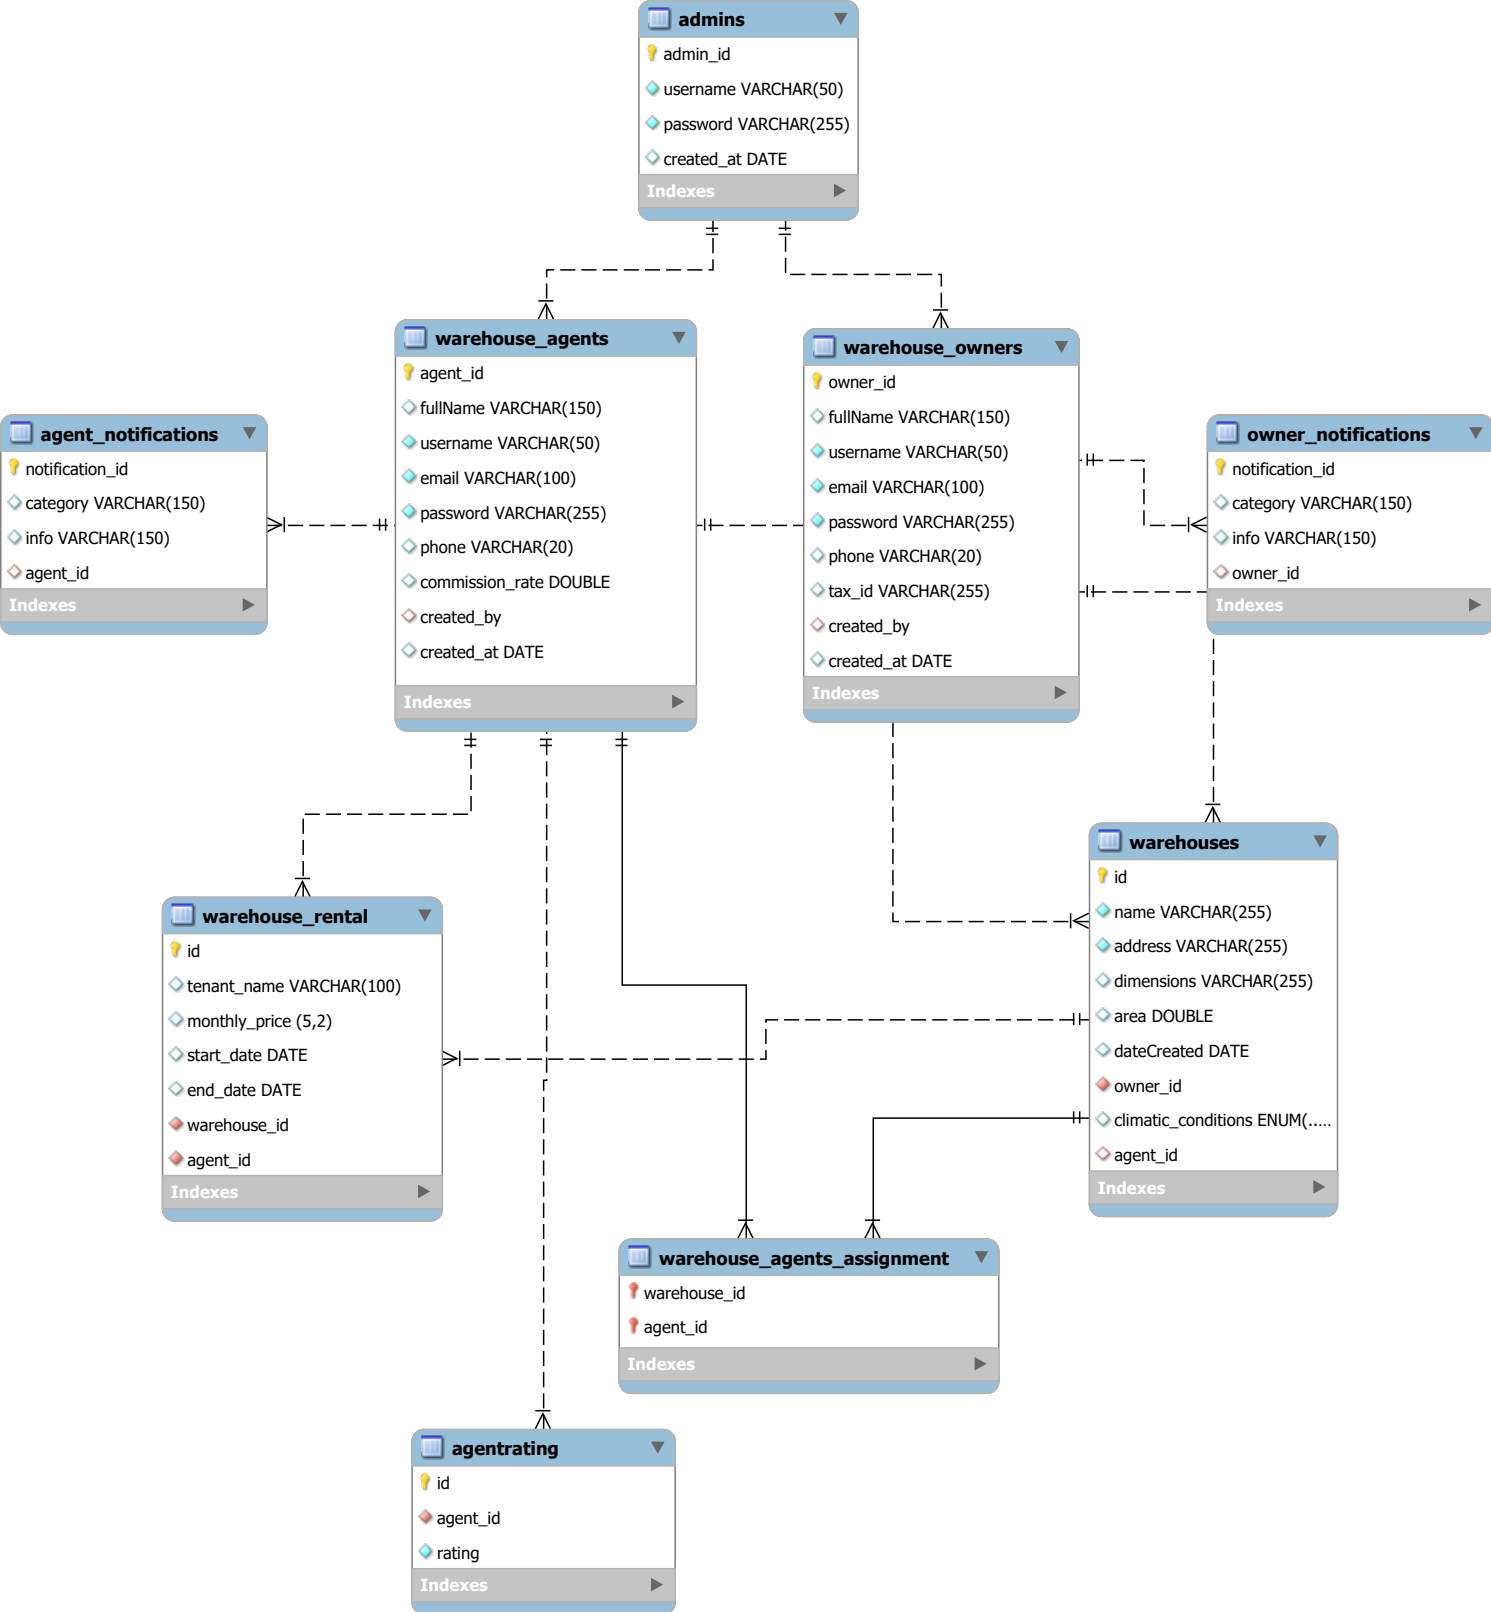 admins
admin_id
username VARCHAR(50)
password VARCHAR(255)
created_at DATE
Indexes
warehouse_agents
agent_id
fullName VARCHAR(150)
username VARCHAR(50)
email VARCHAR(100)
password VARCHAR(255)
phone VARCHAR(20)
commission_rate DOUBLE
created_by
created_at DATE
Indexes
warehouse_owners
owner_id
fullName VARCHAR(150)
username VARCHAR(50)
email VARCHAR(100)
password VARCHAR(255)
phone VARCHAR(20)
tax_id VARCHAR(255)
created_by
created_at DATE
Indexes
agent_notifications
notification_id
category VARCHAR(150)
info VARCHAR(150)
agent_id
Indexes
owner_notifications
notification_id
category VARCHAR(150)
info VARCHAR(150)
owner_id
Indexes
warehouses
id
name VARCHAR(255)
address VARCHAR(255)
dimensions VARCHAR(255)
area DOUBLE
dateCreated DATE
owner_id
climatic_conditions ENUM(.....
agent_id
Indexes
warehouse_rental
id
tenant_name VARCHAR(100)
monthly_price (5,2)
start_date DATE
end_date DATE
warehouse_id
agent_id
Indexes
warehouse_agents_assignment
warehouse_id
agent_id
Indexes
agentrating
id
agent_id
rating
Indexes